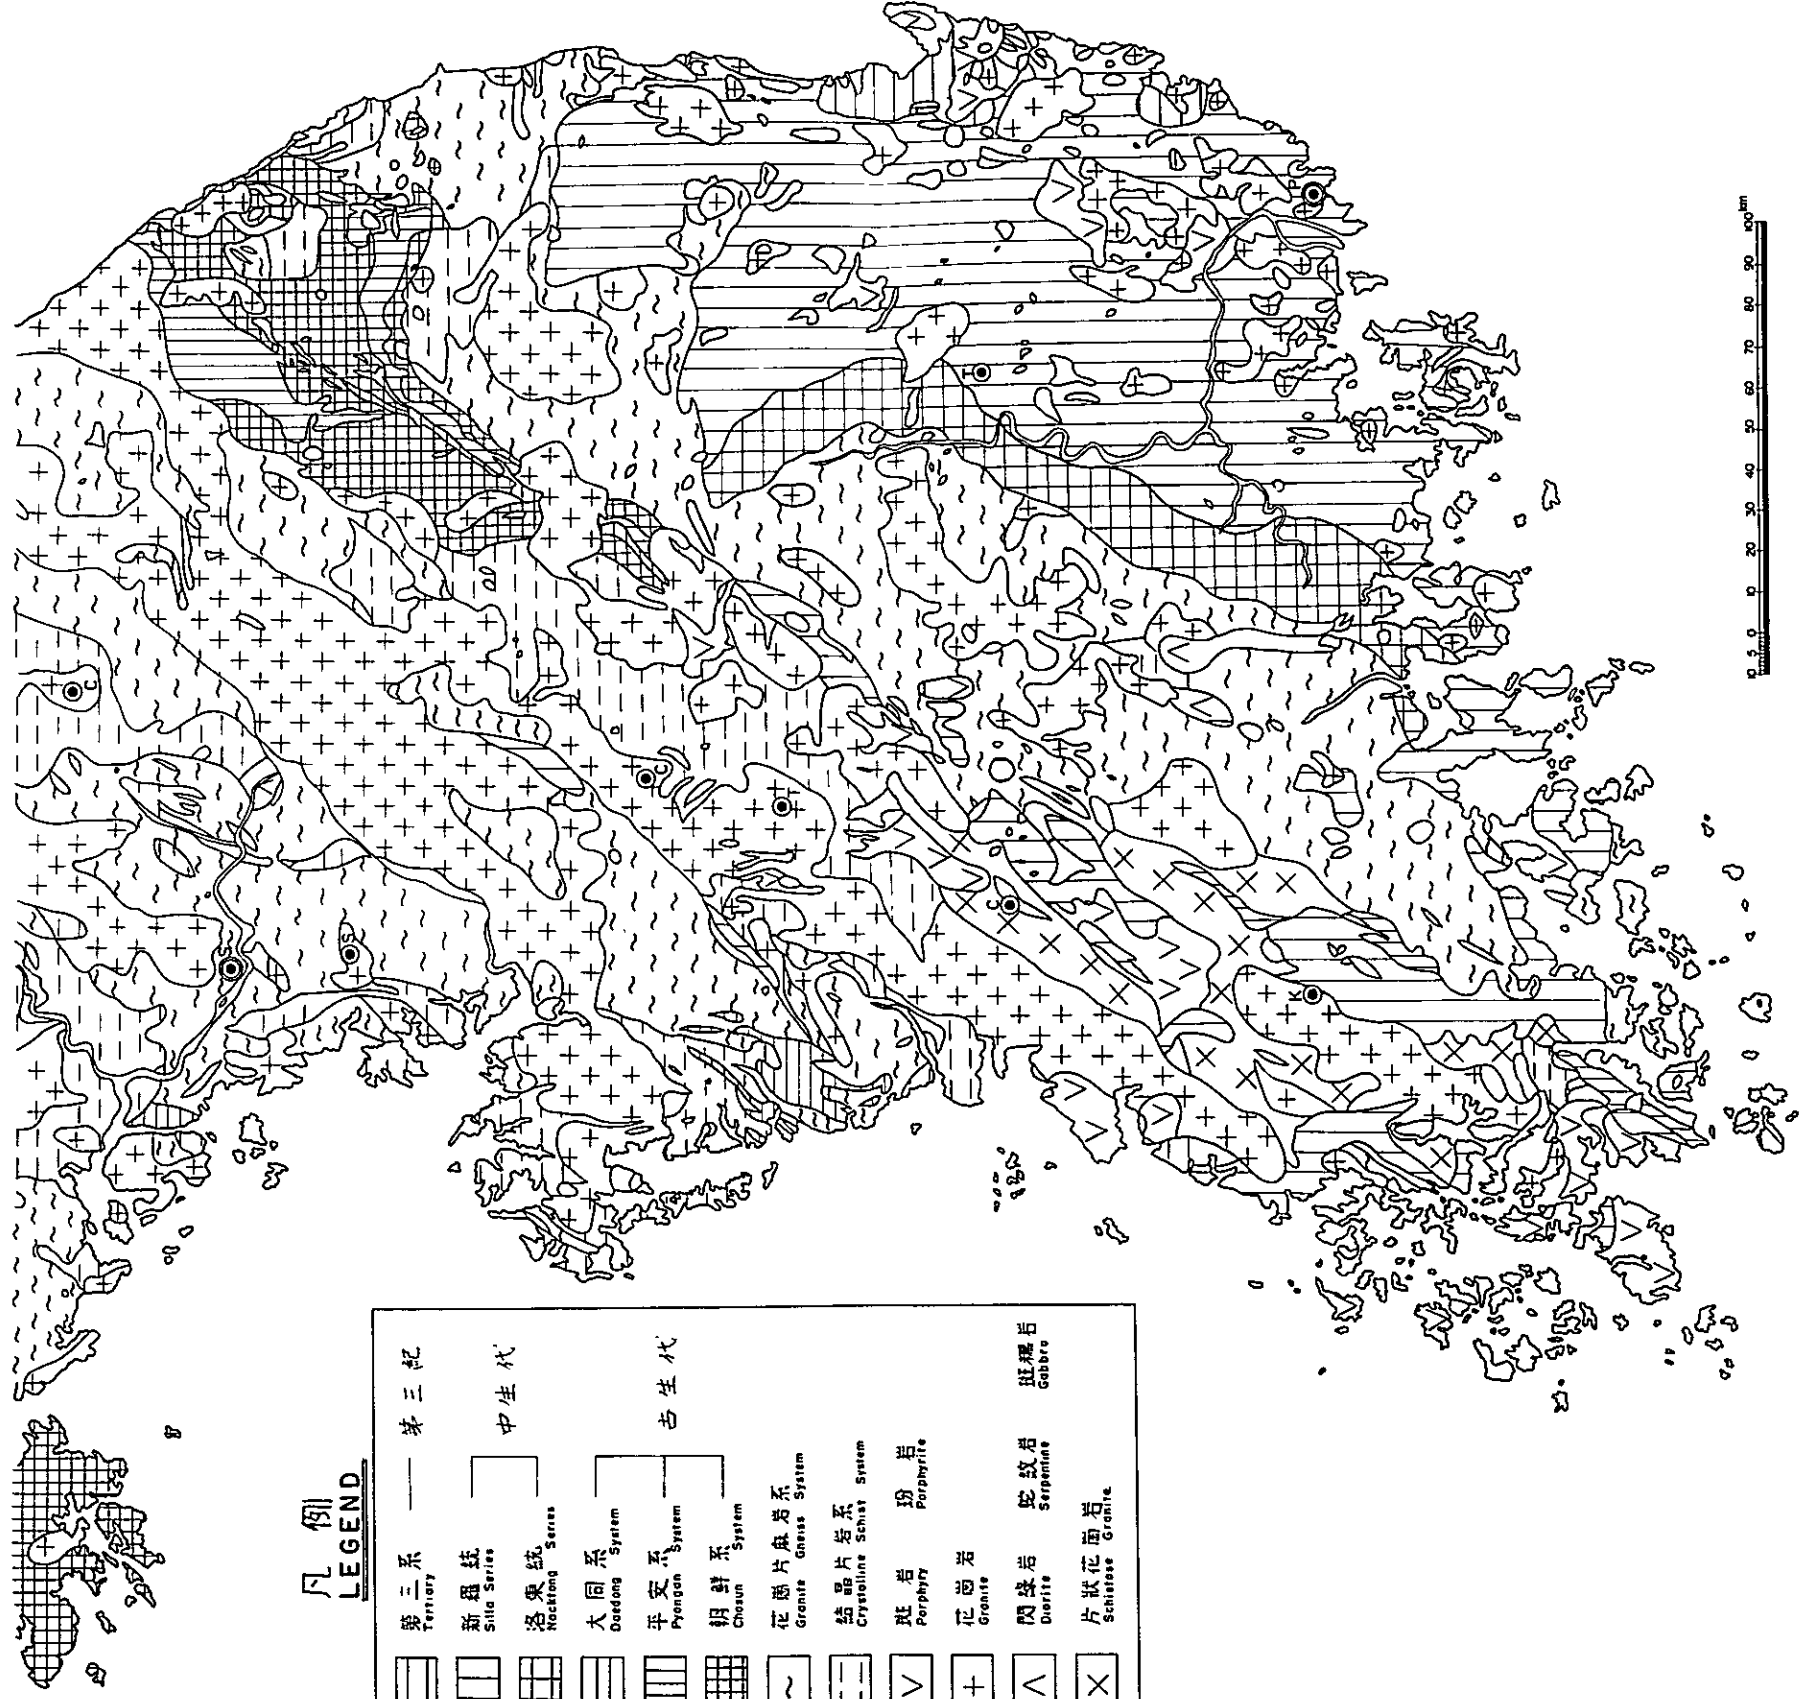 凡例
LEGEND
第三系 第三紀
Tertiary
新羅統
Silla Series
中生代
洛東統
Nacktong Series
大同系
Daedong System
平安系
Pyongan System
古生代
朝鮮系
Chosun System
花崗片麻岩系
Granite Gneiss System
結晶片岩系
Crystalline Schist System
斑岩 玢岩
Porphyry Porphyrite
花崗岩
Granite
閃綠岩 蛇紋岩 斑糲岩
Diorite Serpentine Gabbro
片狀花崗岩
Schistose Granite
C
S
S
C
T
C
K
T
P
10 5 0 10 20 30 40 50 60 70 80 90 100 km